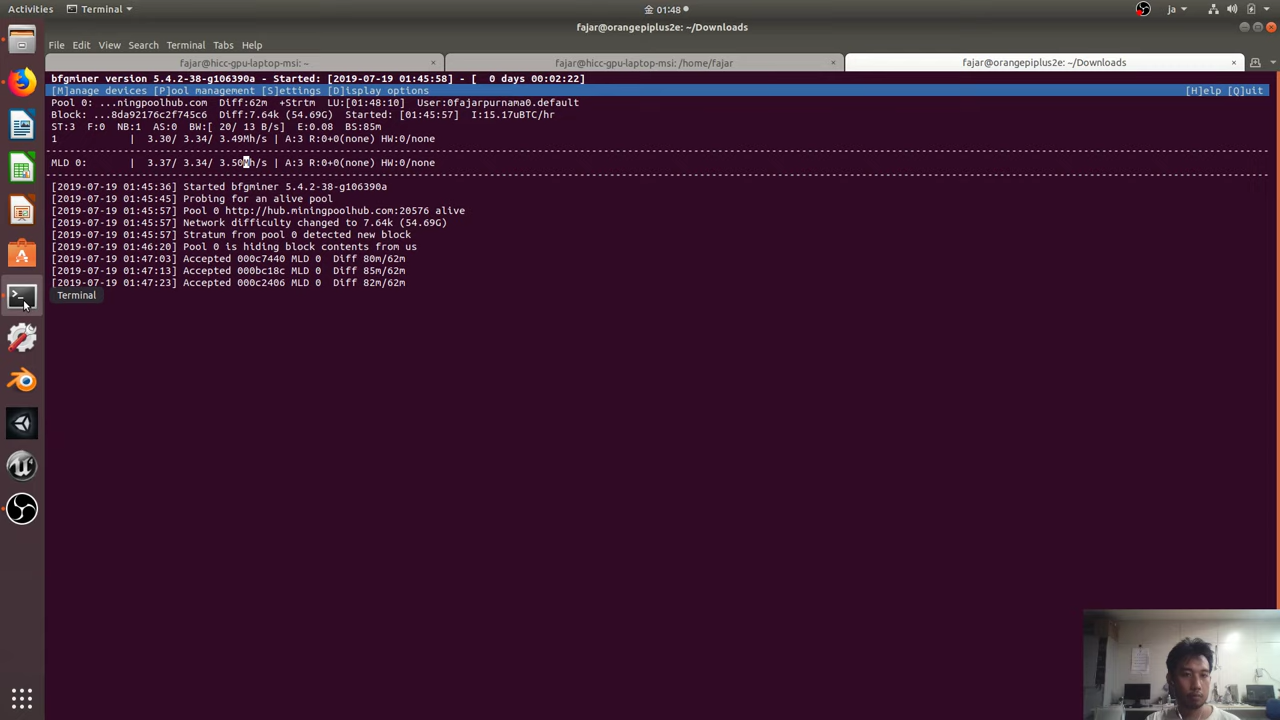 Activities Terminal 金 01:48 ja
fajar@orangepiplus2e: ~/Downloads
File Edit View Search Terminal Tabs Help
fajar@hicc-gpu-laptop-msi: ~ × fajar@hicc-gpu-laptop-msi: /home/fajar × fajar@orangepiplus2e: ~/Downloads ×
bfgminer version 5.4.2-38-g106390a - Started: [2019-07-19 01:45:58] - [  0 days 00:02:22]
[M]anage devices [P]ool management [S]ettings [D]isplay options [H]elp [Q]uit
Pool 0: ...ningpoolhub.com  Diff:62m  +Strtm  LU:[01:48:10]  User:0fajarpurnama0.default
Block: ...8da92176c2f745c6  Diff:7.64k (54.69G)  Started: [01:45:57]  I:15.17uBTC/hr
ST:3  F:0  NB:1  AS:0  BW:[ 20/ 13 B/s]  E:0.08  BS:85m
1 | 3.30/ 3.34/ 3.49Mh/s | A:3 R:0+0(none) HW:0/none
MLD 0: | 3.37/ 3.34/ 3.50Mh/s | A:3 R:0+0(none) HW:0/none
[2019-07-19 01:45:36] Started bfgminer 5.4.2-38-g106390a
[2019-07-19 01:45:45] Probing for an alive pool
[2019-07-19 01:45:57] Pool 0 http://hub.miningpoolhub.com:20576 alive
[2019-07-19 01:45:57] Network difficulty changed to 7.64k (54.69G)
[2019-07-19 01:45:57] Stratum from pool 0 detected new block
[2019-07-19 01:46:20] Pool 0 is hiding block contents from us
[2019-07-19 01:47:03] Accepted 000c7440 MLD 0  Diff 80m/62m
[2019-07-19 01:47:13] Accepted 000bc18c MLD 0  Diff 85m/62m
[2019-07-19 01:47:23] Accepted 000c2406 MLD 0  Diff 82m/62m
Terminal